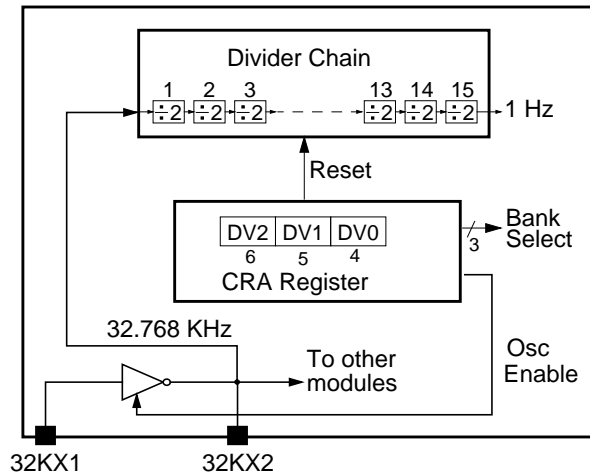 Divider Chain
1 2 3 13 14 15
÷2 ÷2 ÷2 ÷2 ÷2 ÷2 1 Hz
Reset
DV2 DV1 DV0
6 5 4
CRA Register
3
Bank
Select
32.768 KHz
To other
modules
Osc
Enable
32KX1 32KX2